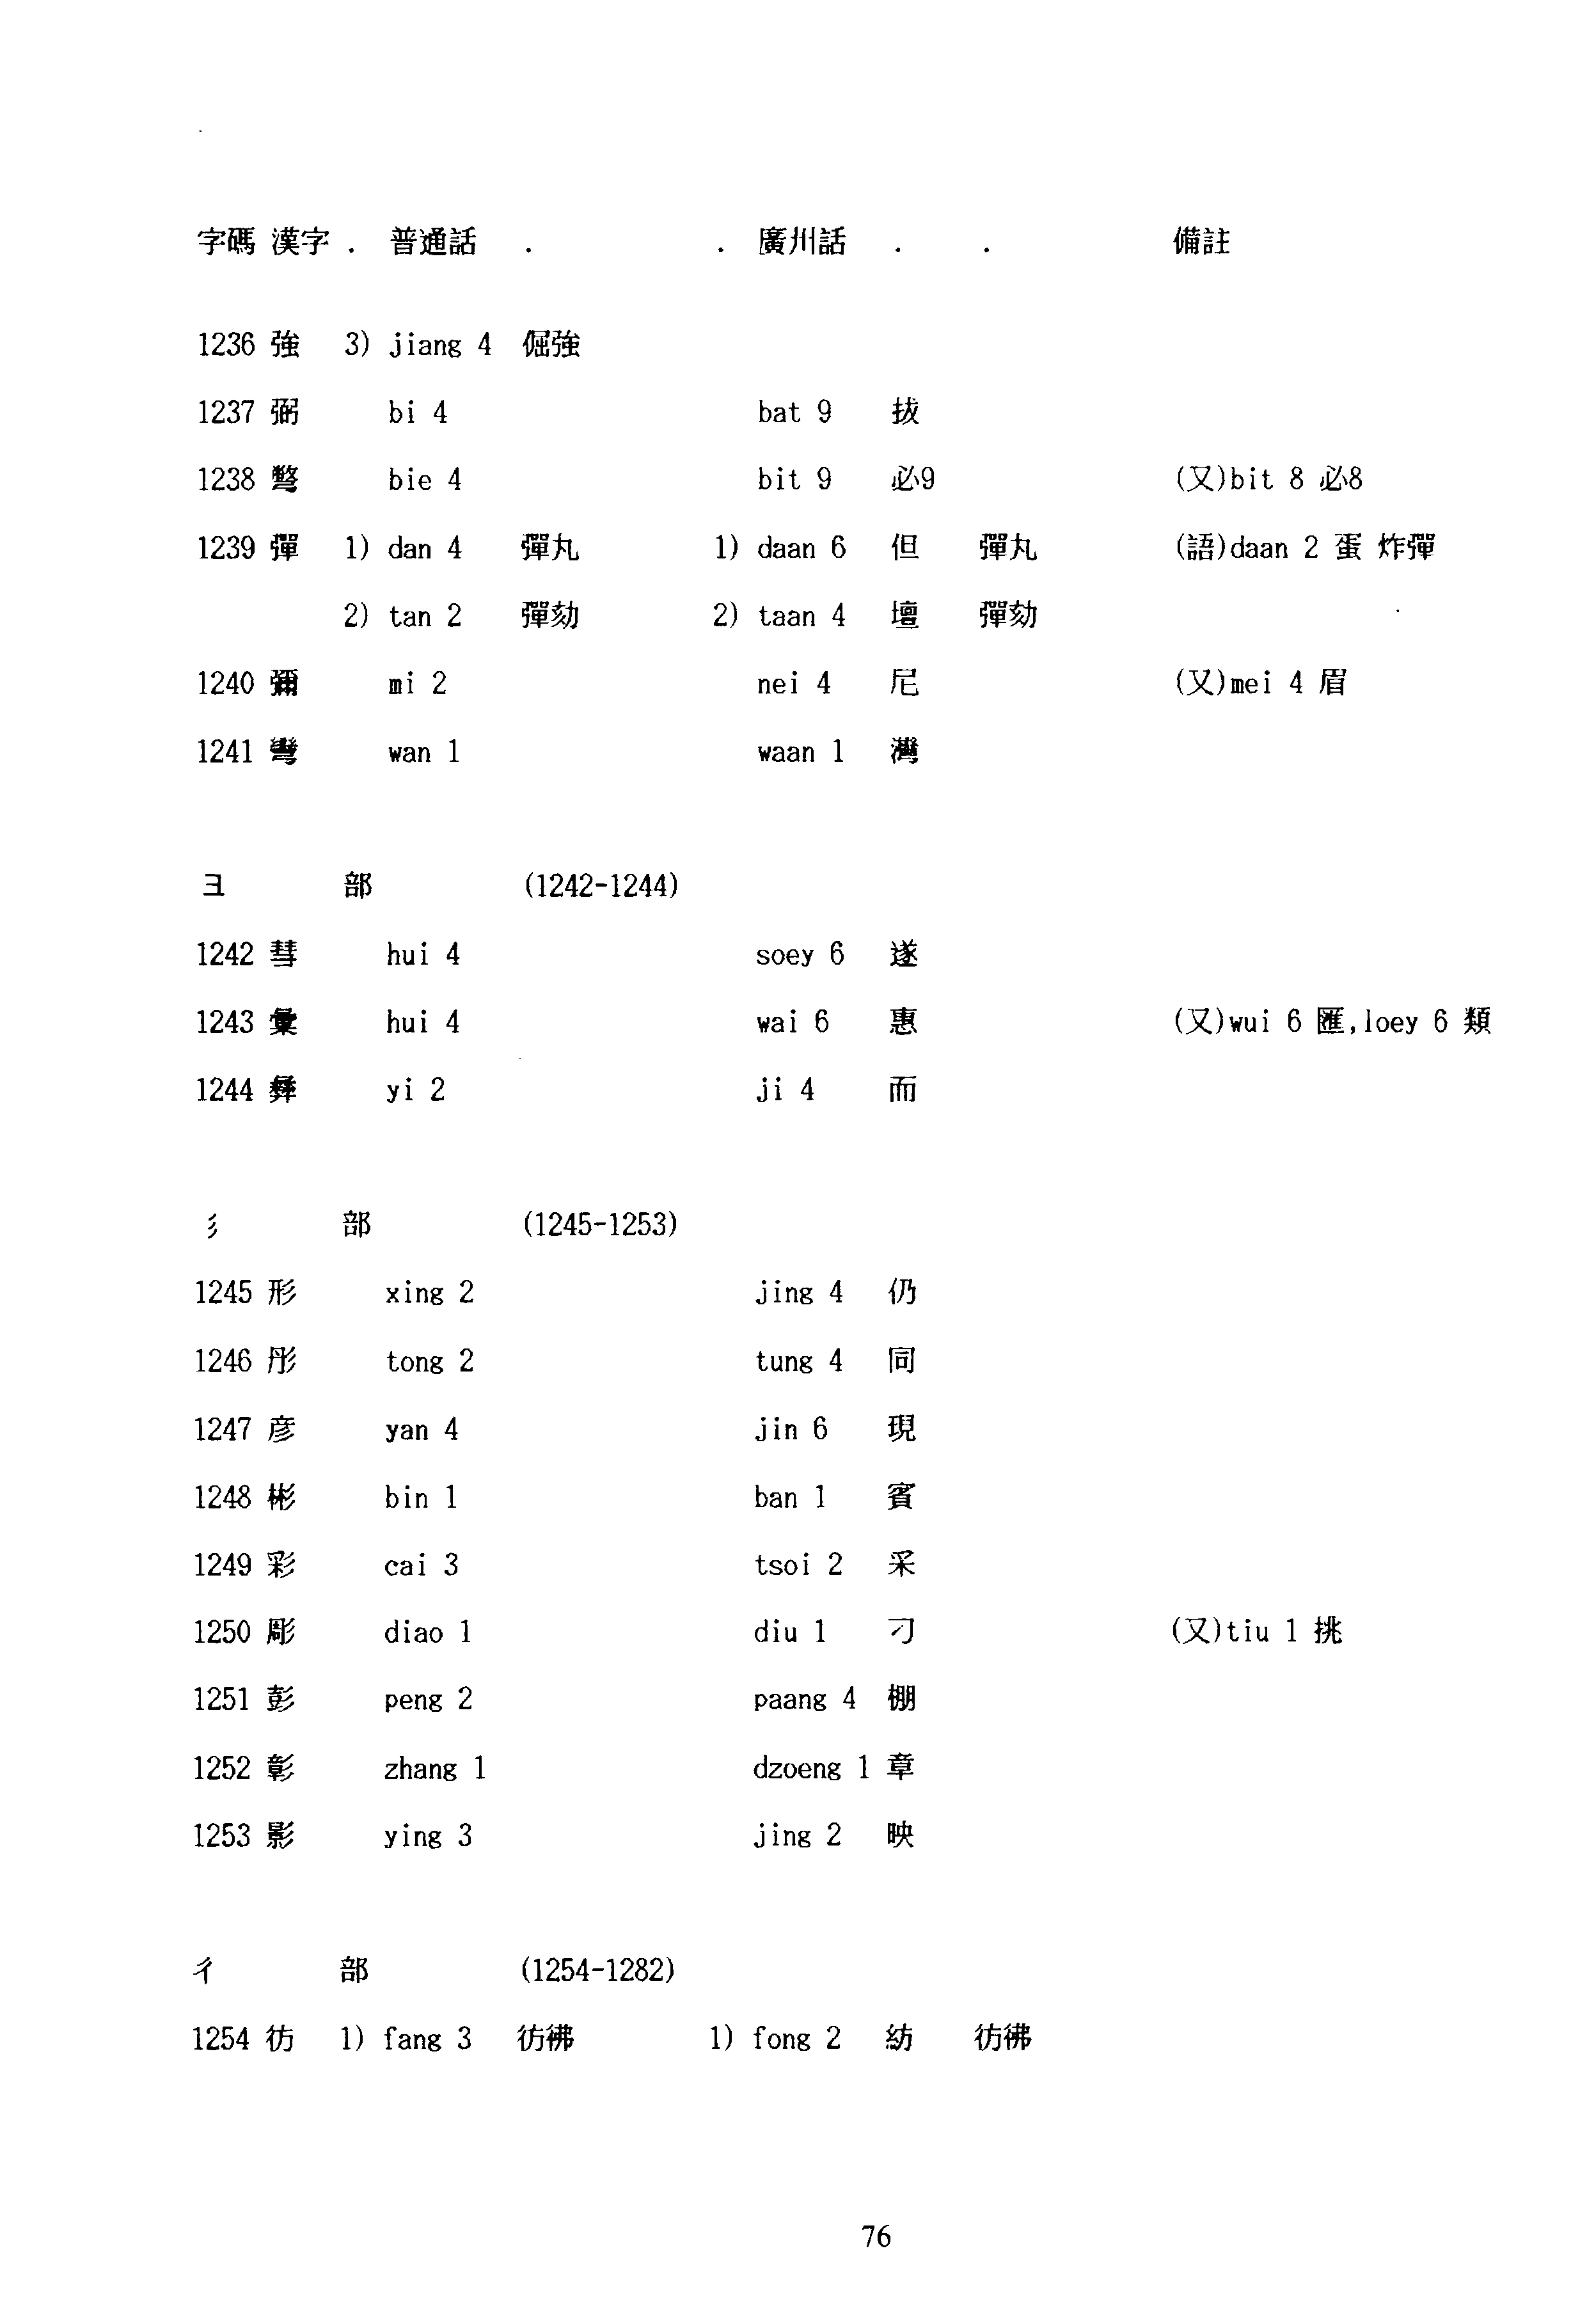 字碼 漢字 . 普通話 . . 廣州話 . . 備註
1236 強 3) jiang 4 倔強
1237 弼 bi 4 bat 9 拔
1238 彆 bie 4 bit 9 必9 (又)bit 8 必8
1239 彈 1) dan 4 彈丸 1) daan 6 但 彈丸 (語)daan 2 蛋 炸彈
2) tan 2 彈劾 2) taan 4 壇 彈劾
1240 彌 mi 2 nei 4 尼 (又)mei 4 眉
1241 彎 wan 1 waan 1 灣
彐 部 (1242-1244)
1242 彗 hui 4 soey 6 遂
1243 彙 hui 4 wai 6 惠 (又)wui 6 匯,loey 6 類
1244 彝 yi 2 ji 4 而
彡 部 (1245-1253)
1245 形 xing 2 jing 4 仍
1246 彤 tong 2 tung 4 同
1247 彥 yan 4 jin 6 現
1248 彬 bin 1 ban 1 賓
1249 彩 cai 3 tsoi 2 采
1250 彫 diao 1 diu 1 刁 (又)tiu 1 挑
1251 彭 peng 2 paang 4 棚
1252 彰 zhang 1 dzoeng 1 章
1253 影 ying 3 jing 2 映
彳 部 (1254-1282)
1254 彷 1) fang 3 彷彿 1) fong 2 紡 彷彿
76